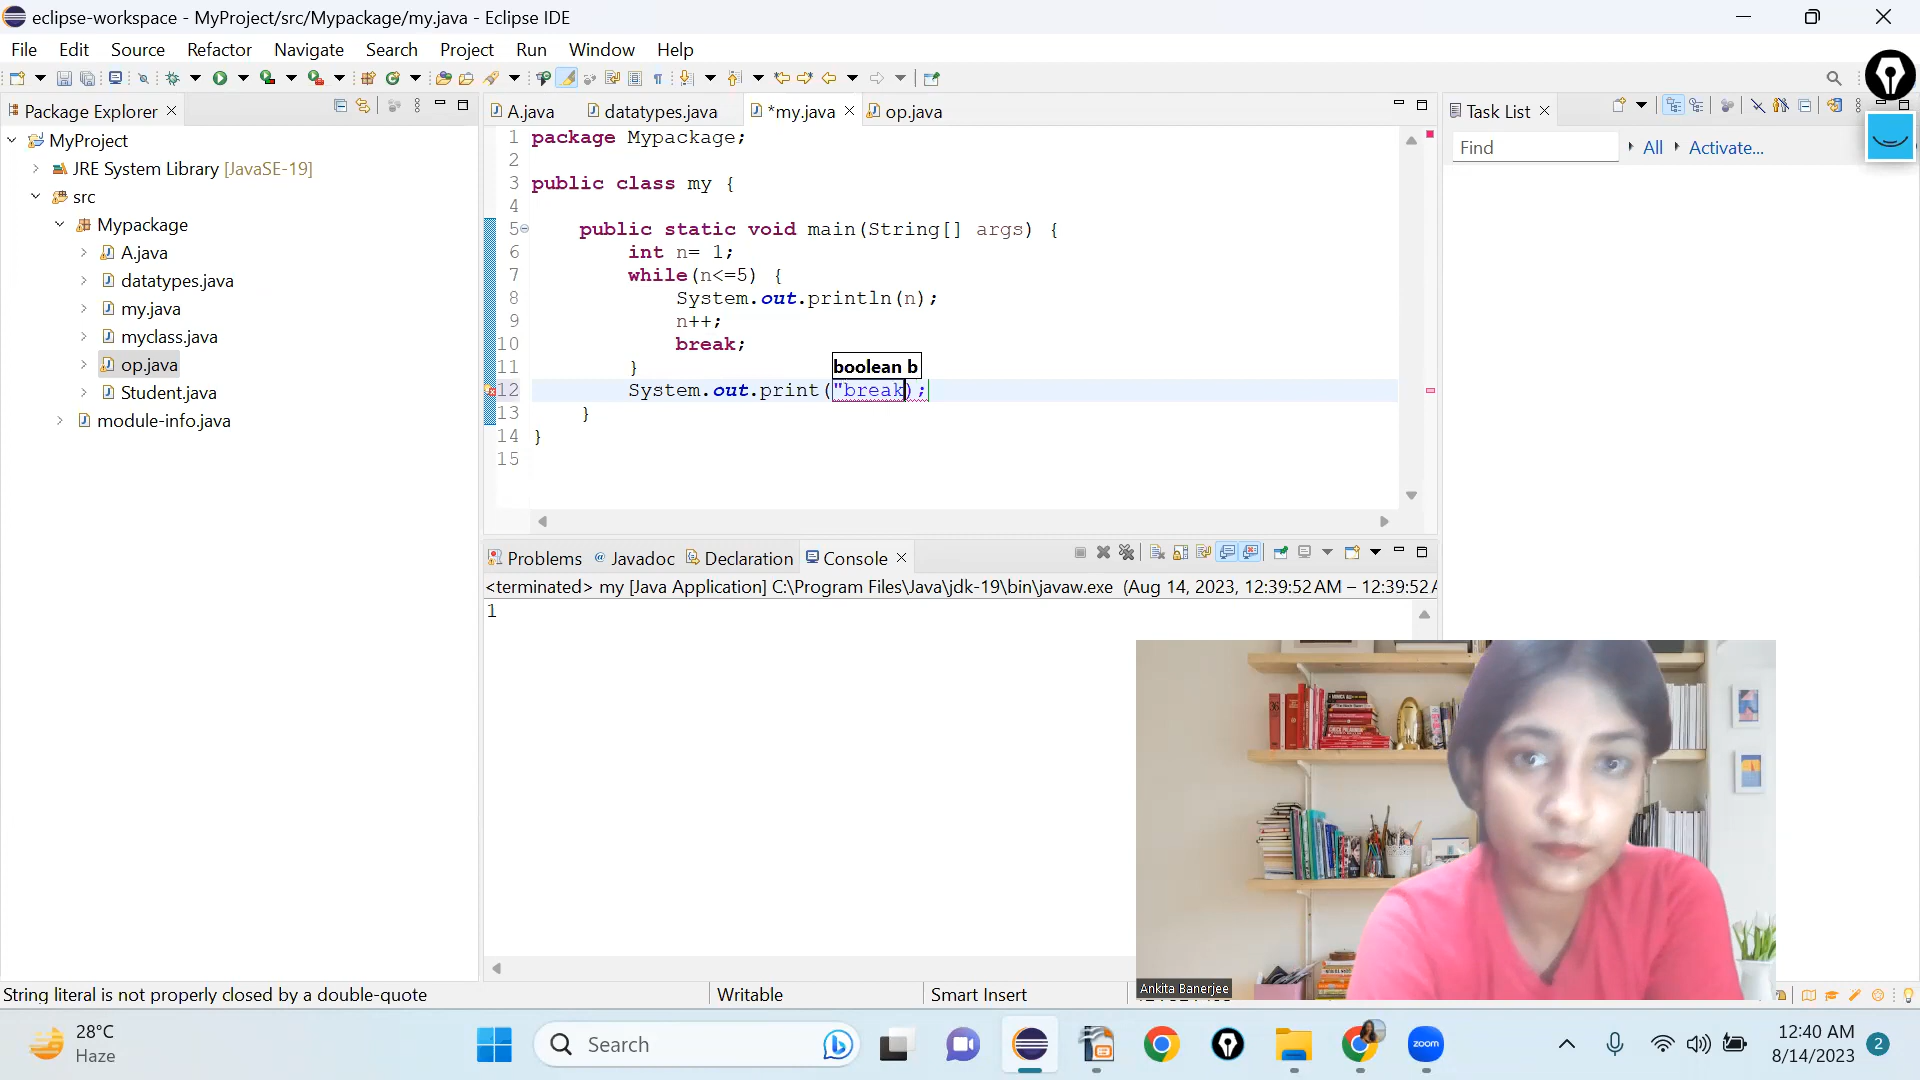 eclipse-workspace - MyProject/src/Mypackage/my.java - Eclipse IDE
File Edit Source Refactor Navigate Search Project Run Window Help
Package Explorer
MyProject
JRE System Library [JavaSE-19]
src
Mypackage
A.java
datatypes.java
my.java
myclass.java
op.java
Student.java
module-info.java
A.java datatypes.java *my.java op.java
1 package Mypackage;
2
3 public class my {
4
5 public static void main(String[] args) {
6 int n= 1;
7 while(n<=5) {
8 System.out.println(n);
9 n++;
10 break;
11 }
boolean b
12 System.out.print("break);
13 }
14 }
15
Task List
Find All Activate...
Problems Javadoc Declaration Console
<terminated> my [Java Application] C:\Program Files\Java\jdk-19\bin\javaw.exe (Aug 14, 2023, 12:39:52 AM – 12:39:52
1
Ankita Banerjee
String literal is not properly closed by a double-quote Writable Smart Insert
28°C
Haze
Search
zoom
12:40 AM
8/14/2023
2